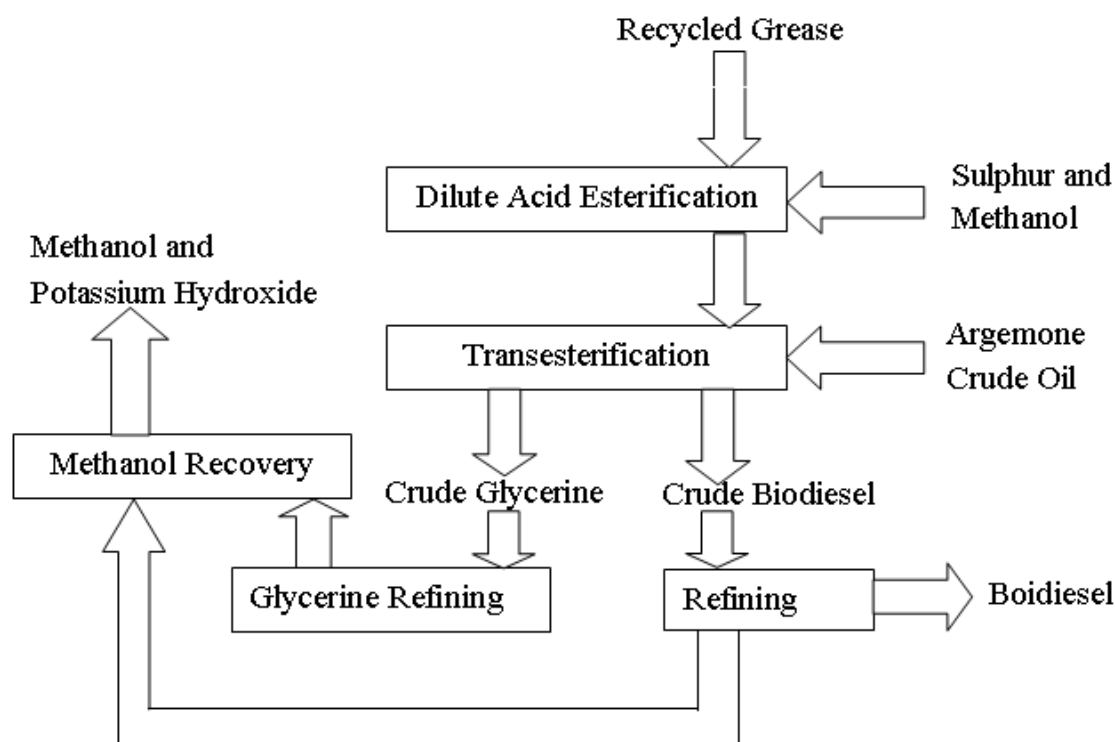 Recycled Grease
Dilute Acid Esterification
Sulphur and
Methanol
Methanol and
Potassium Hydroxide
Transesterification
Argemone
Crude Oil
Methanol Recovery
Crude Glycerine
Crude Biodiesel
Glycerine Refining
Refining
Boidiesel